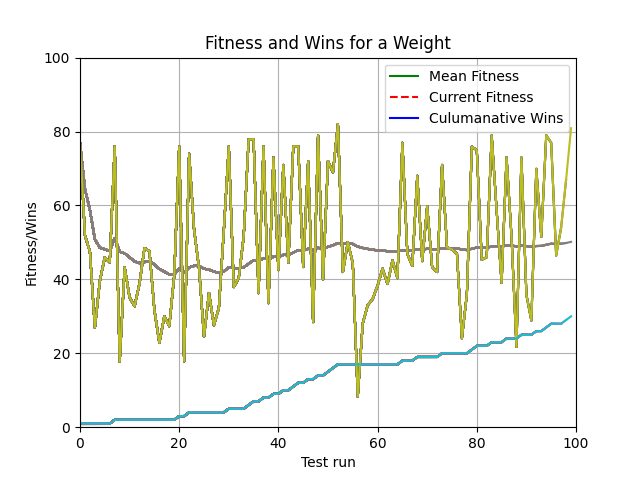 Fitness and Wins for a Weight
Mean Fitness
Current Fitness
Culumanative Wins
100
80
60
40
20
0
Fitness/Wins
0 20 40 60 80 100
Test run